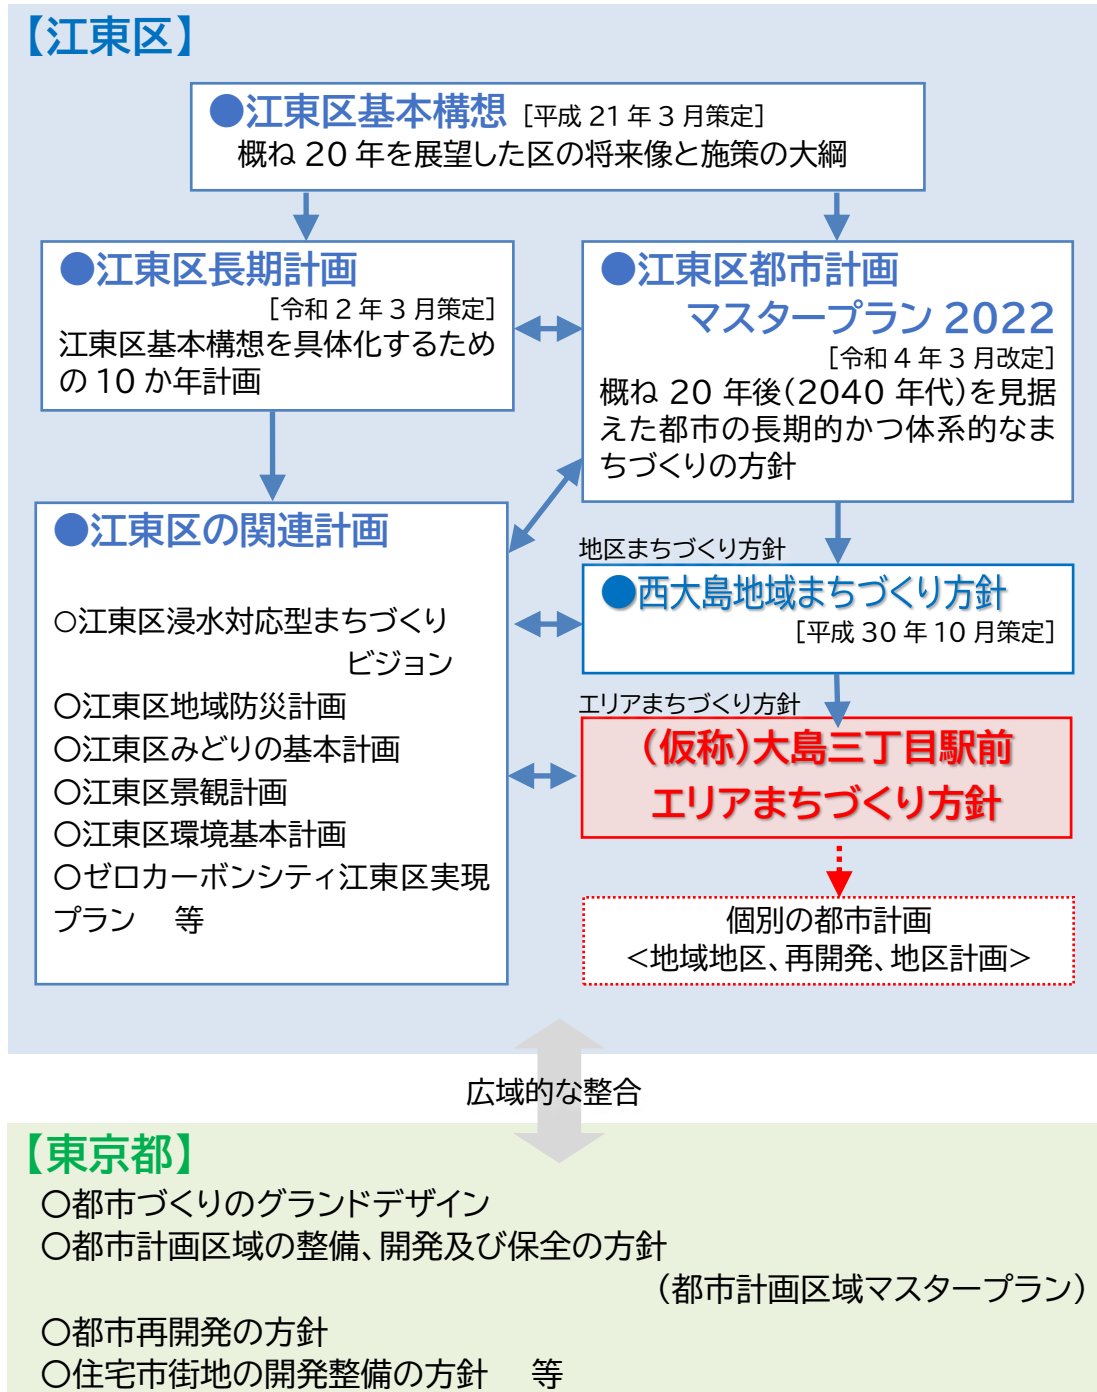 【江東区】
●江東区基本構想 [平成 21 年 3 月策定]
概ね 20 年を展望した区の将来像と施策の大綱
●江東区長期計画
[令和 2 年 3 月策定]
江東区基本構想を具体化するため
の 10 か年計画
●江東区都市計画
マスタープラン 2022
[令和 4 年 3 月改定]
概ね 20 年後(2040 年代)を見据
えた都市の長期的かつ体系的なま
ちづくりの方針
●江東区の関連計画
○江東区浸水対応型まちづくり
ビジョン
○江東区地域防災計画
○江東区みどりの基本計画
○江東区景観計画
○江東区環境基本計画
○ゼロカーボンシティ江東区実現
プラン 等
地区まちづくり方針
●西大島地域まちづくり方針
[平成 30 年 10 月策定]
エリアまちづくり方針
(仮称)大島三丁目駅前
エリアまちづくり方針
個別の都市計画
<地域地区、再開発、地区計画>
広域的な整合
【東京都】
○都市づくりのグランドデザイン
○都市計画区域の整備、開発及び保全の方針
(都市計画区域マスタープラン)
○都市再開発の方針
○住宅市街地の開発整備の方針 等